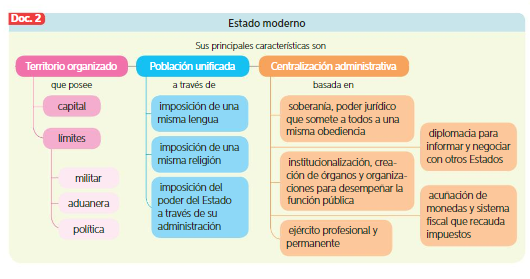 Doc. 2
Estado moderno
Sus principales características son
Territorio organizado
que posee
capital
límites
militar
aduanera
política
Población unificada
a través de
imposición de una
misma lengua
imposición de una
misma religión
imposición del
poder del Estado
a través de su
administración
Centralización administrativa
basada en
soberanía, poder jurídico
que somete a todos a una
misma obediencia
institucionalización, crea-
ción de órganos y organiza-
ciones para desempeñar la
función pública
ejército profesional y
permanente
diplomacia para
informar y negociar
con otros Estados
acuñación de
monedas y sistema
fiscal que recauda
impuestos